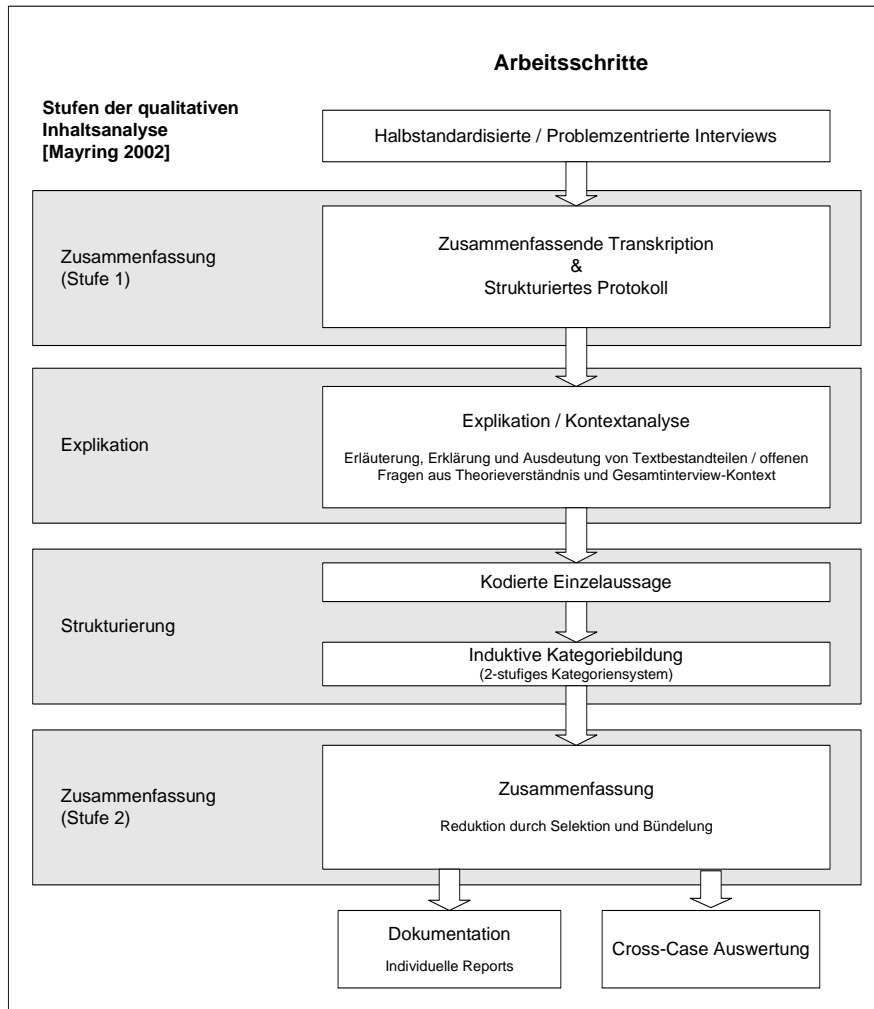 Arbeitsschritte
Stufen der qualitativen
Inhaltsanalyse
[Mayring 2002]
Halbstandardisierte / Problemzentrierte Interviews
Zusammenfassung
(Stufe 1)
Zusammenfassende Transkription
&
Strukturiertes Protokoll
Explikation
Explikation / Kontextanalyse
Erläuterung, Erklärung und Ausdeutung von Textbestandteilen / offenen
Fragen aus Theorieverständnis und Gesamtinterview-Kontext
Strukturierung
Kodierte Einzelaussage
Induktive Kategoriebildung
(2-stufiges Kategoriensystem)
Zusammenfassung
(Stufe 2)
Zusammenfassung
Reduktion durch Selektion und Bündelung
Dokumentation
Individuelle Reports
Cross-Case Auswertung